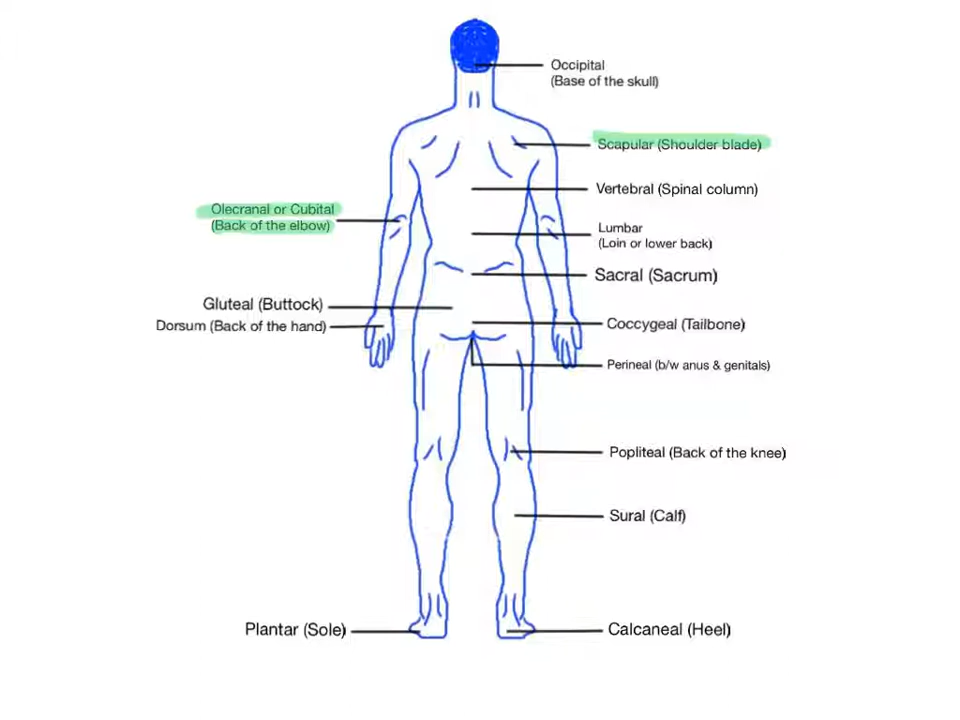 Occipital
(Base of the skull)
Scapular (Shoulder blade)
Vertebral (Spinal column)
Olecranal or Cubital
(Back of the elbow)
Lumbar
(Loin or lower back)
Sacral (Sacrum)
Gluteal (Buttock)
Dorsum (Back of the hand)
Coccygeal (Tailbone)
Perineal (b/w anus & genitals)
Popliteal (Back of the knee)
Sural (Calf)
Plantar (Sole)
Calcaneal (Heel)